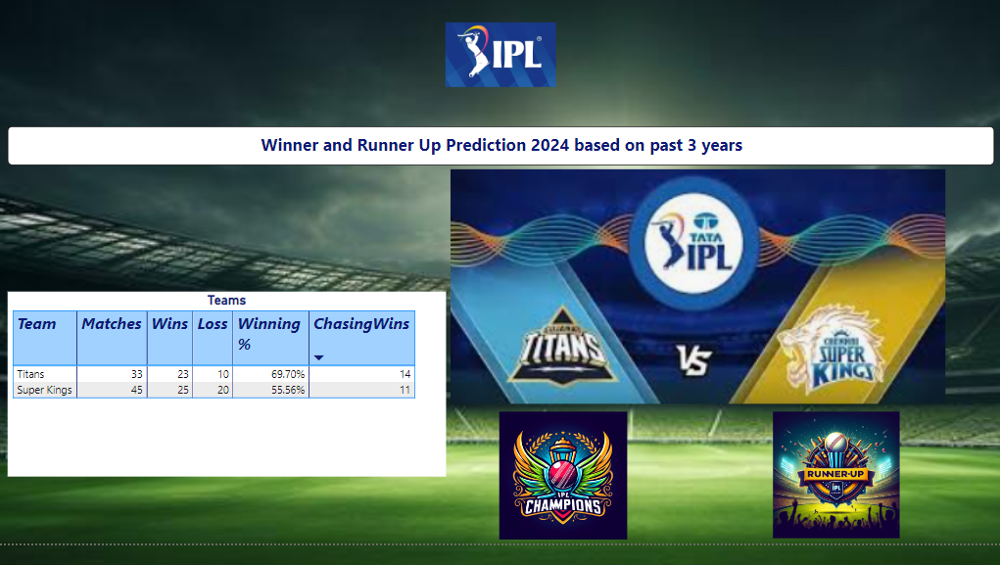 IPL
Winner and Runner Up Prediction 2024 based on past 3 years
TATA
IPL
TITANS
VS
CHENNAI
SUPER
KINGS
Teams
Team Matches Wins Loss Winning % ChasingWins
Titans 33 23 10 69.70% 14
Super Kings 45 25 20 55.56% 11
IPL
CHAMMPIONS
RUNNER-UP
IPL